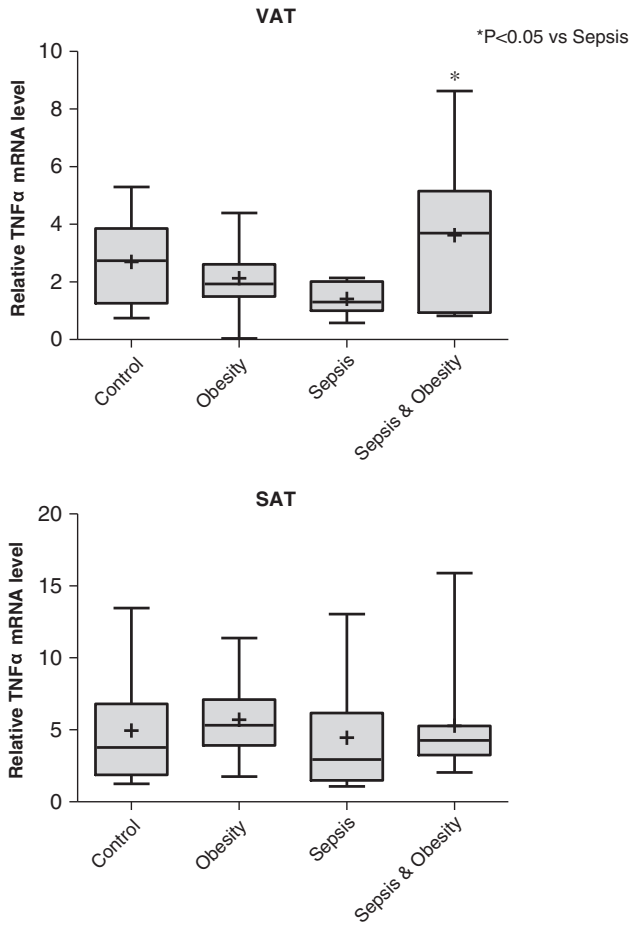 VAT
*P<0.05 vs Sepsis
Relative TNFα mRNA level
10
8
6
4
2
0
*
Control
Obesity
Sepsis
Sepsis & Obesity
SAT
Relative TNFα mRNA level
20
15
10
5
0
Control
Obesity
Sepsis
Sepsis & Obesity